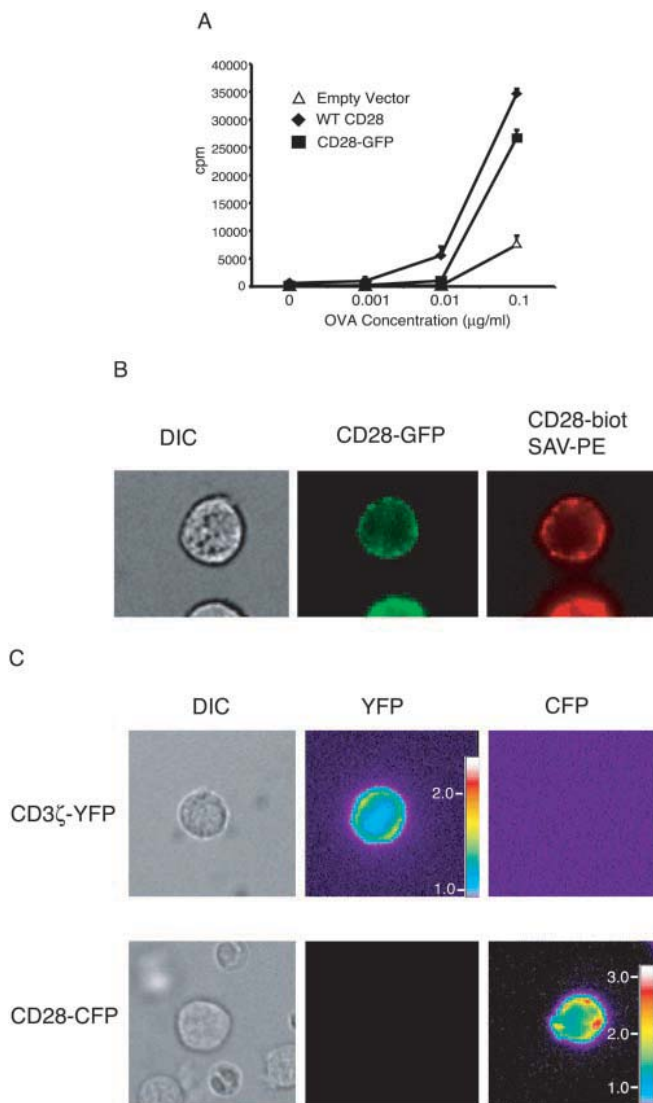 A
40000
35000
30000
25000
20000
15000
10000
5000
0
cpm
Empty Vector
WT CD28
CD28-GFP
0 0.001 0.01 0.1
OVA Concentration (μg/ml)
B
DIC CD28-GFP CD28-biot
SAV-PE
C
DIC YFP CFP
CD3ζ-YFP
2.0
1.0
CD28-CFP
3.0
2.0
1.0